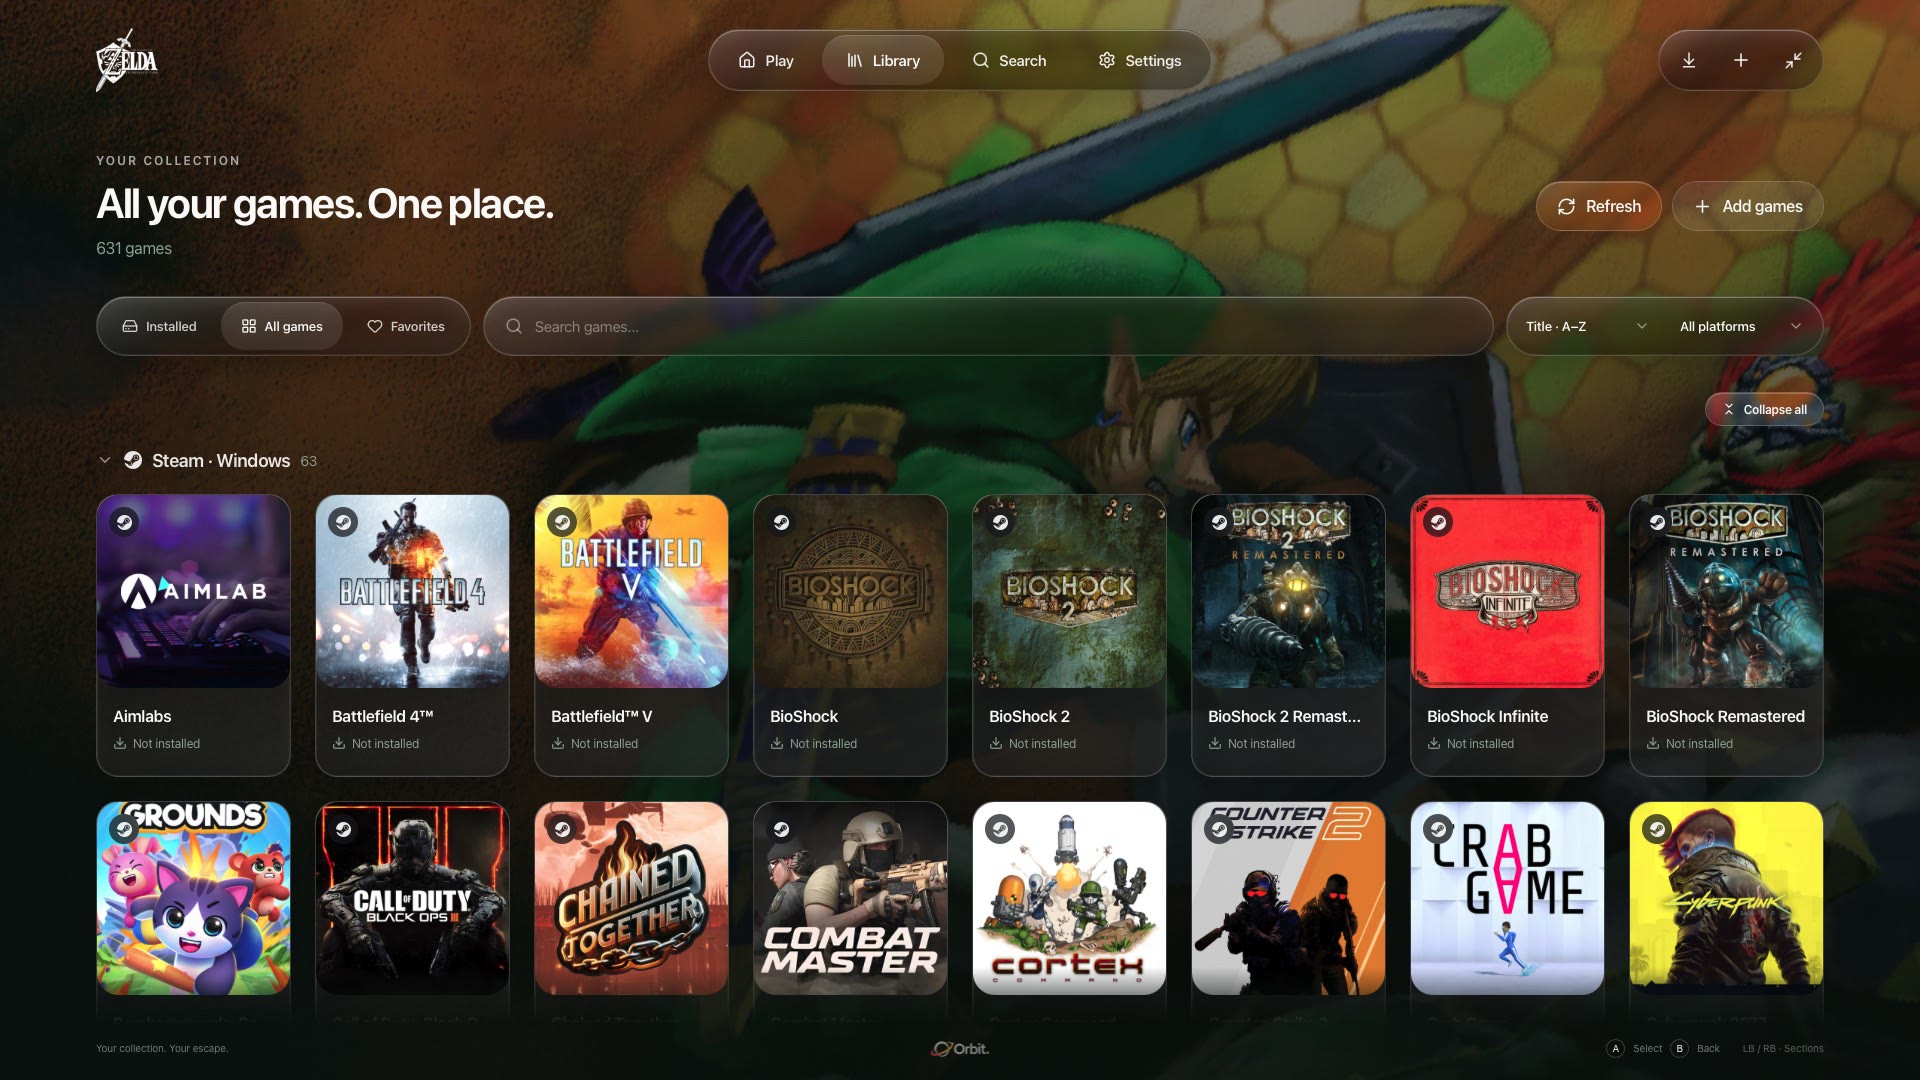 ZELDA
Play
Library
Search
Settings
YOUR COLLECTION
All your games. One place.
631 games
Refresh
Add games
Installed
All games
Favorites
Search games...
Title · A–Z
All platforms
Collapse all
Steam · Windows 63
AIMLAB
BATTLEFIELD 4
BATTLEFIELD
V
BIOSHOCK
BIOSHOCK
2
BIOSHOCK
2
REMASTERED
BIOSHOCK
INFINITE
BIOSHOCK
REMASTERED
Aimlabs
Not installed
Battlefield 4™
Not installed
Battlefield™ V
Not installed
BioShock
Not installed
BioShock 2
Not installed
BioShock 2 Remast...
Not installed
BioShock Infinite
Not installed
BioShock Remastered
Not installed
GROUNDS
CALL OF DUTY
BLACK OPS III
CHAINED
TOGETHER
COMBAT
MASTER
CORTEX
COMMAND
COUNTER
STRIKE 2
CRAB
GAME
Cyberpunk
Your collection. Your escape.
Orbit.
A Select B Back LB / RB · Sections